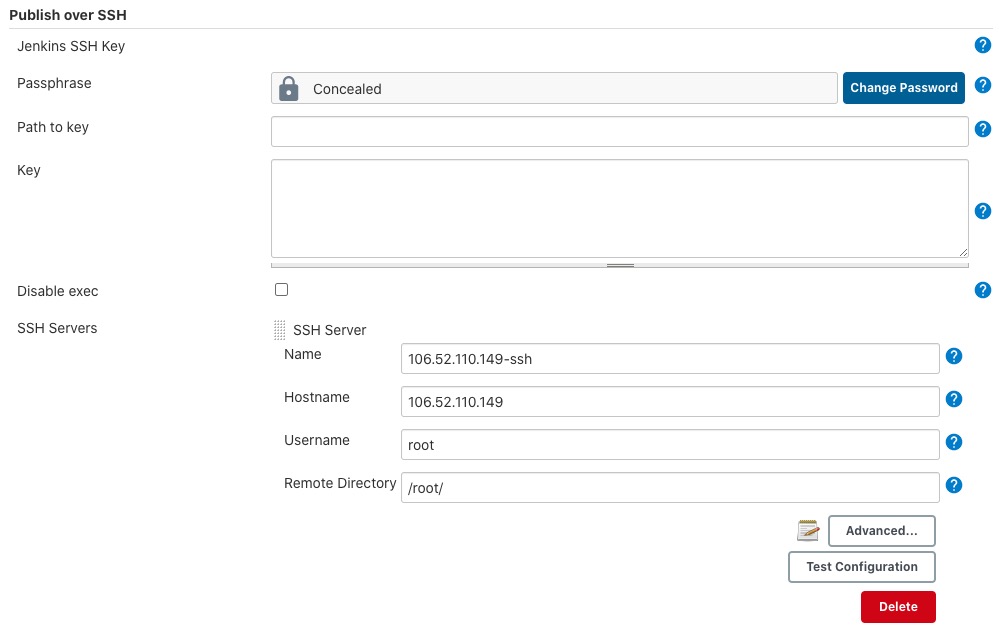 Publish over SSH
Jenkins SSH Key
Passphrase
Concealed
Change Password
Path to key
Key
Disable exec
SSH Servers
SSH Server
Name
106.52.110.149-ssh
Hostname
106.52.110.149
Username
root
Remote Directory
/root/
Advanced...
Test Configuration
Delete